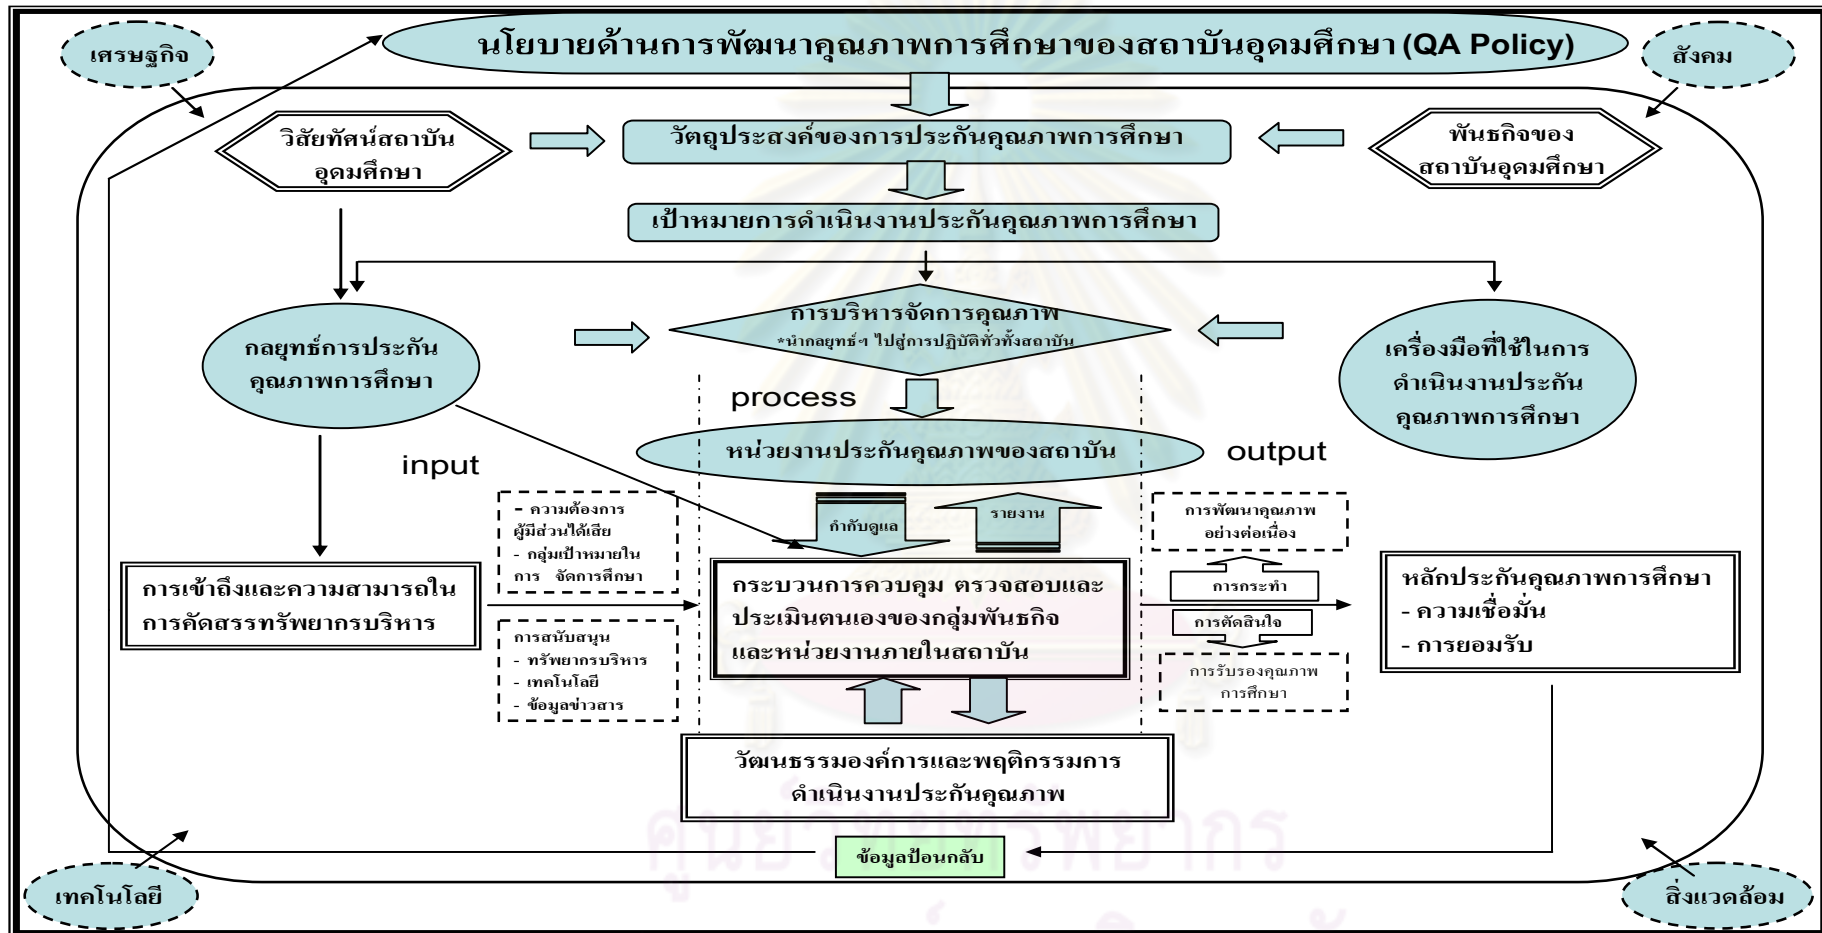 นโยบายด้านการพัฒนาคุณภาพการศึกษาของสถาบันอุดมศึกษา (QA Policy)
เศรษฐกิจ
สังคม
วิสัยทัศน์สถาบัน
อุดมศึกษา
วัตถุประสงค์ของการประกันคุณภาพการศึกษา
พันธกิจของ
สถาบันอุดมศึกษา
เป้าหมายการดำเนินงานประกันคุณภาพการศึกษา
กลยุทธ์การประกัน
คุณภาพการศึกษา
การบริหารจัดการคุณภาพ
*นำกลยุทธ์ฯ ไปสู่การปฏิบัติทั่วทั้งสถาบัน
เครื่องมือที่ใช้ในการ
ดำเนินงานประกัน
คุณภาพการศึกษา
process
หน่วยงานประกันคุณภาพของสถาบัน
input
output
- ความต้องการ
ผู้มีส่วนได้เสีย
- กลุ่มเป้าหมายใน
การ จัดการศึกษา
กำกับดูแล
รายงาน
การพัฒนาคุณภาพ
อย่างต่อเนื่อง
การเข้าถึงและความสามารถใน
การคัดสรรทรัพยากรบริหาร
กระบวนการควบคุม ตรวจสอบและ
ประเมินตนเองของกลุ่มพันธกิจ
และหน่วยงานภายในสถาบัน
การกระทำ
การตัดสินใจ
หลักประกันคุณภาพการศึกษา
- ความเชื่อมั่น
- การยอมรับ
การสนับสนุน
- ทรัพยากรบริหาร
- เทคโนโลยี
- ข้อมูลข่าวสาร
การรับรองคุณภาพ
การศึกษา
วัฒนธรรมองค์การและพฤติกรรมการ
ดำเนินงานประกันคุณภาพ
ศูนย์วิทยทรัพยากร
ข้อมูลป้อนกลับ
เทคโนโลยี
สิ่งแวดล้อม